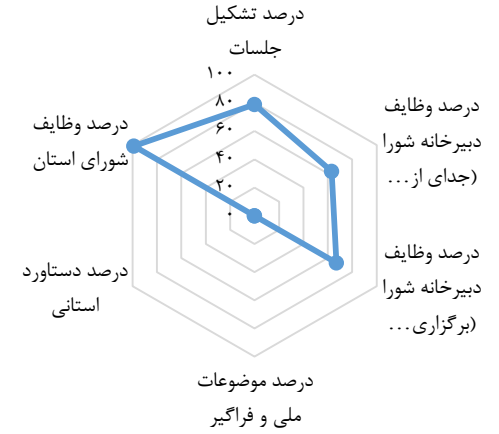 درصد تشکیل
جلسات
۱۰۰
۸۰
۶۰
۴۰
۲۰
۰
درصد وظایف
دبیرخانه شورا
(جدای از...
درصد وظایف
دبیرخانه شورا
(برگزاری...
درصد موضوعات
ملی و فراگیر
درصد دستاورد
استانی
درصد وظایف
شورای استان